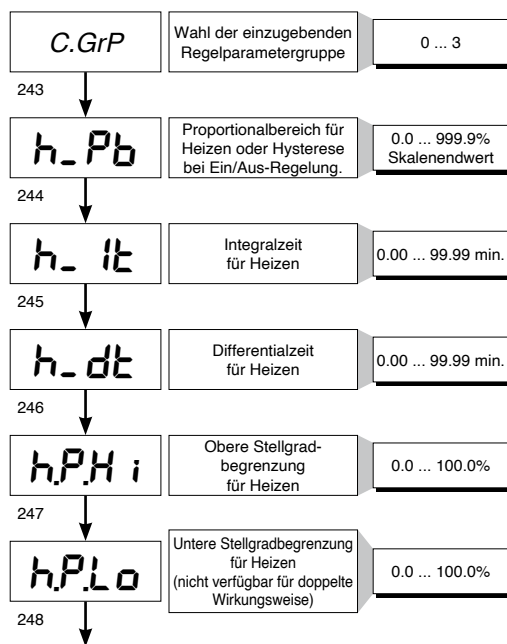 C.GrP
Wahl der einzugebenden
Regelparametergruppe
0 ... 3
243
h_Pb
Proportionalbereich für
Heizen oder Hysterese
bei Ein/Aus-Regelung.
0.0 ... 999.9%
Skalenendwert
244
h_ It
Integralzeit
für Heizen
0.00 ... 99.99 min.
245
h_dt
Differentialzeit
für Heizen
0.00 ... 99.99 min.
246
h.P.H i
Obere Stellgrad-
begrenzung
für Heizen
0.0 ... 100.0%
247
h.P.Lo
Untere Stellgradbegrenzung
für Heizen
(nicht verfügbar für doppelte
Wirkungsweise)
0.0 ... 100.0%
248